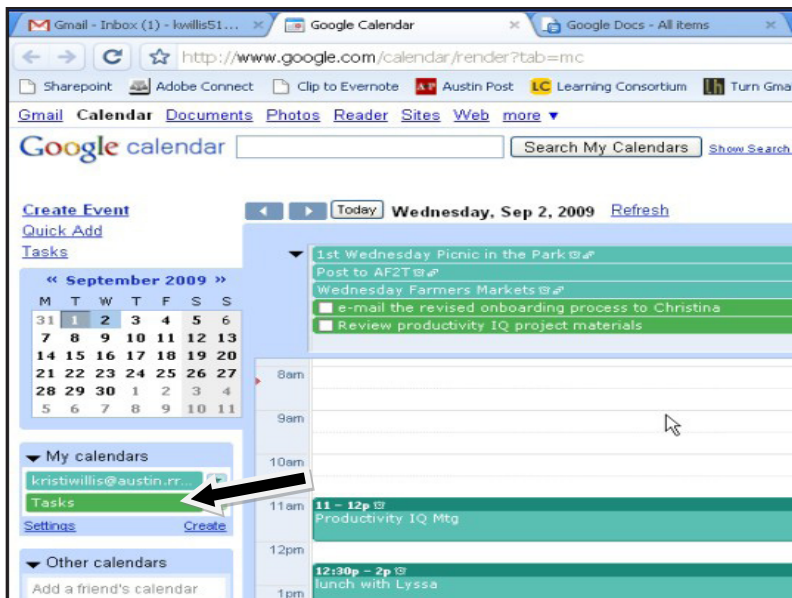 Gmail - Inbox (1) - kwillis51...
Google Calendar
Google Docs - All items
http://www.google.com/calendar/render?tab=mc
Sharepoint Adobe Connect Clip to Evernote Austin Post LC Learning Consortium Turn Gma
Gmail Calendar Documents Photos Reader Sites Web more
Google calendar Search My Calendars Show Search
Create Event
Quick Add
Tasks
Today Wednesday, Sep 2, 2009 Refresh
« September 2009 »
M T W T F S S
31 1 2 3 4 5 6
7 8 9 10 11 12 13
14 15 16 17 18 19 20
21 22 23 24 25 26 27
28 29 30 1 2 3 4
5 6 7 8 9 10 11
My calendars
kristiwillis@austin.rr...
Tasks
Settings Create
Other calendars
Add a friend's calendar
1st Wednesday Picnic in the Park
Post to AF2T
Wednesday Farmers Markets
e-mail the revised onboarding process to Christina
Review productivity IQ project materials
8am
9am
10am
11am
11 – 12p
Productivity IQ Mtg
12pm
12:30p – 2p
lunch with Lyssa
1pm